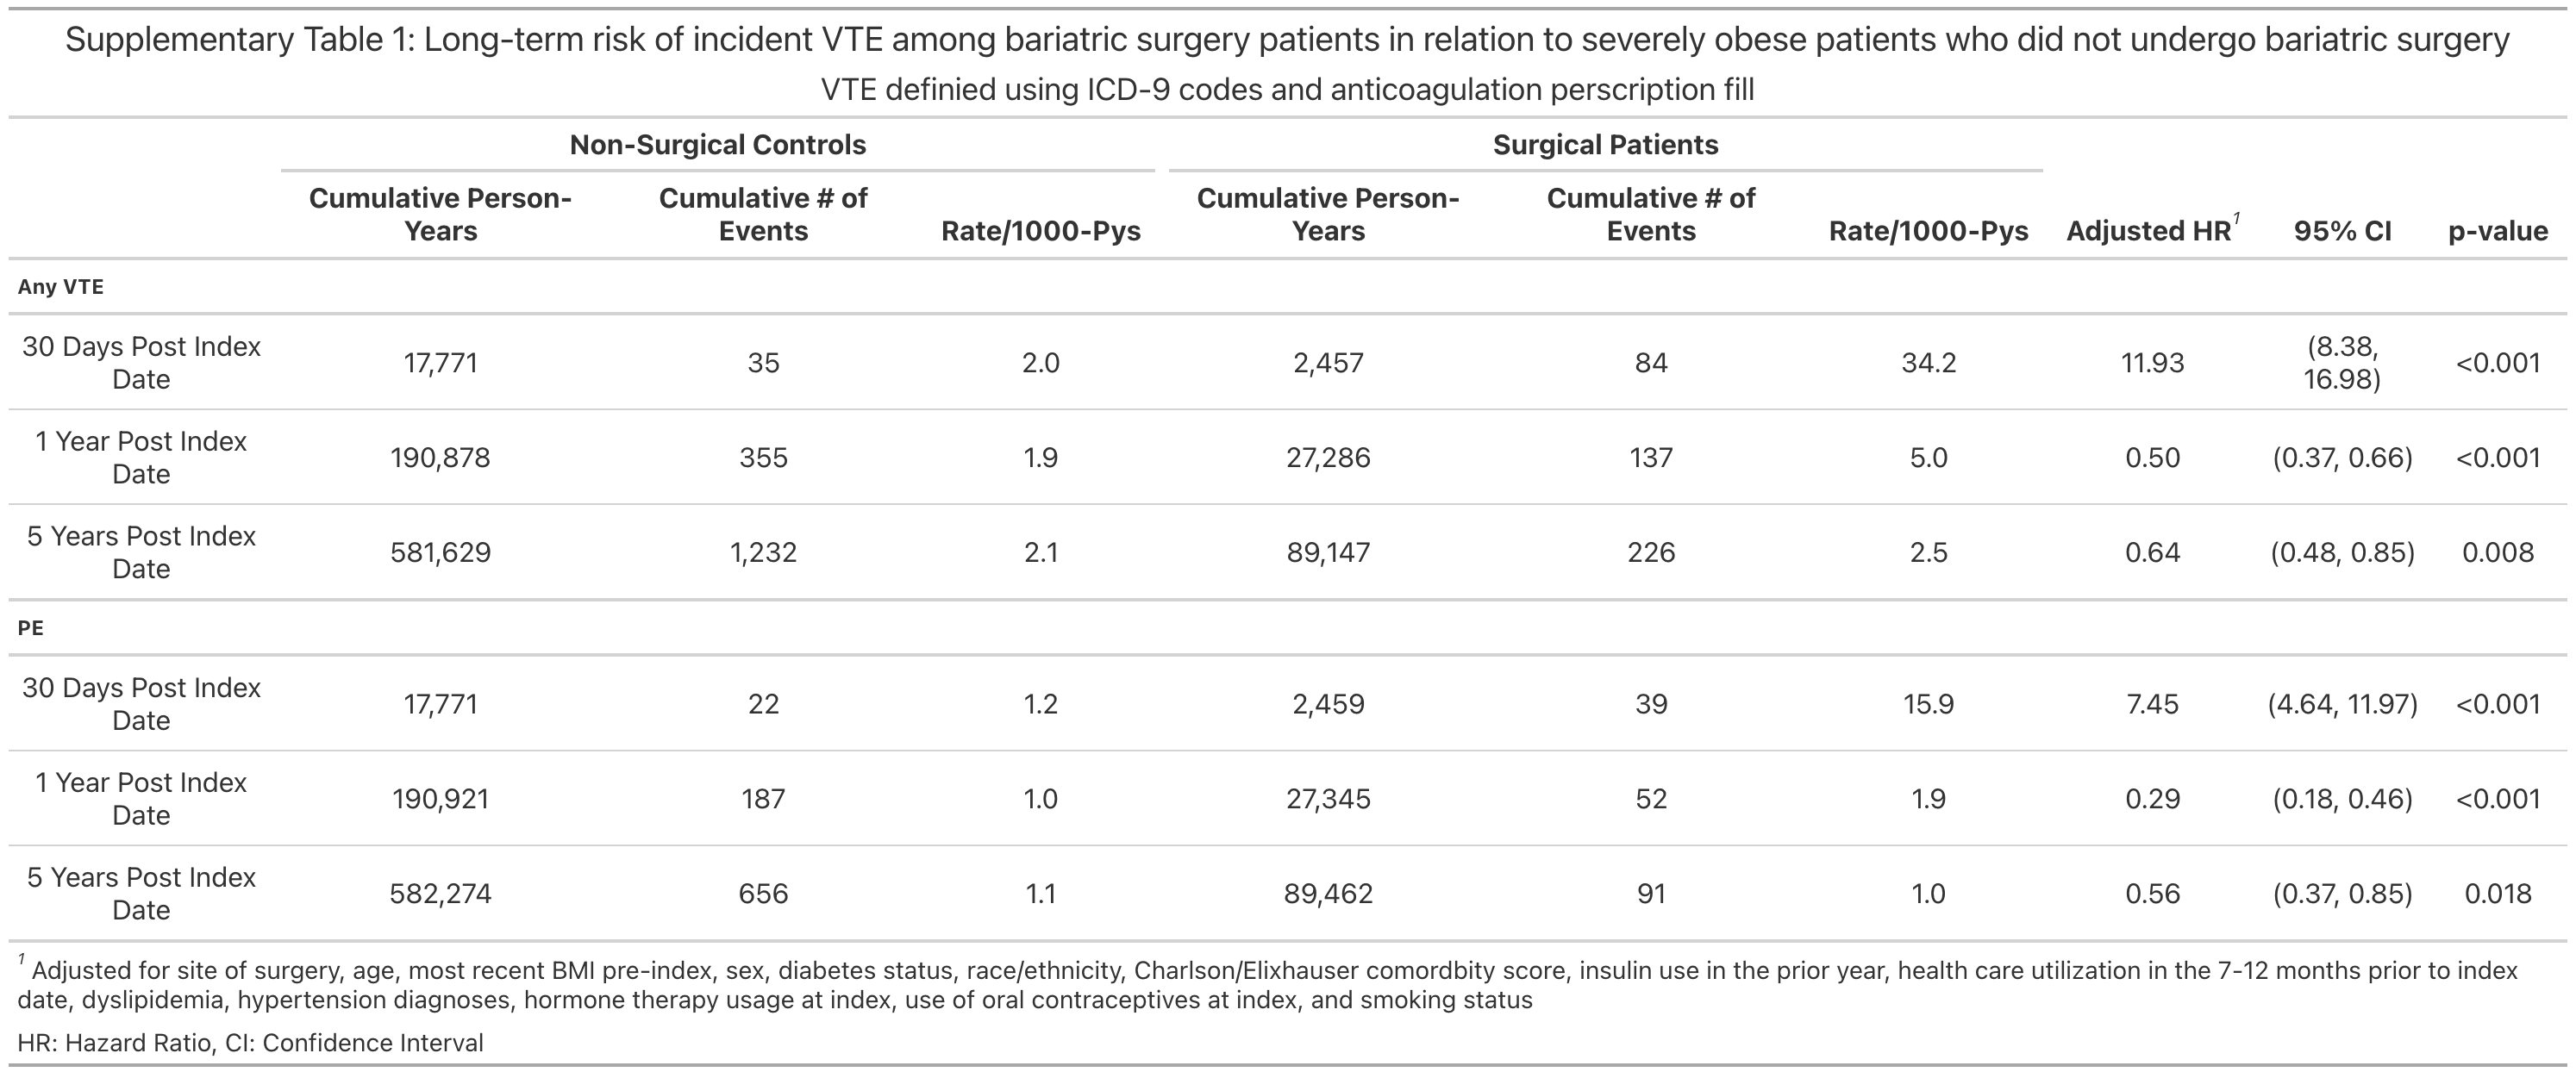 Supplementary Table 1: Long-term risk of incident VTE among bariatric surgery patients in relation to severely obese patients who did not undergo bariatric surgery
VTE definied using ICD-9 codes and anticoagulation perscription fill
Non-Surgical Controls Surgical Patients
Cumulative Person- Cumulative # of Cumulative Person- Cumulative # of
Years Events Rate/1000-Pys Years Events Rate/1000-Pys Adjusted HR1 95% CI p-value
Any VTE
30 Days Post Index (8.38,
Date 17,771 35 2.0 2,457 84 34.2 11.93 16.98) <0.001
1 Year Post Index
Date 190,878 355 1.9 27,286 137 5.0 0.50 (0.37, 0.66) <0.001
5 Years Post Index
Date 581,629 1,232 2.1 89,147 226 2.5 0.64 (0.48, 0.85) 0.008
PE
30 Days Post Index
Date 17,771 22 1.2 2,459 39 15.9 7.45 (4.64, 11.97) <0.001
1 Year Post Index
Date 190,921 187 1.0 27,345 52 1.9 0.29 (0.18, 0.46) <0.001
5 Years Post Index
Date 582,274 656 1.1 89,462 91 1.0 0.56 (0.37, 0.85) 0.018
1 Adjusted for site of surgery, age, most recent BMI pre-index, sex, diabetes status, race/ethnicity, Charlson/Elixhauser comordbity score, insulin use in the prior year, health care utilization in the 7-12 months prior to index
date, dyslipidemia, hypertension diagnoses, hormone therapy usage at index, use of oral contraceptives at index, and smoking status
HR: Hazard Ratio, CI: Confidence Interval